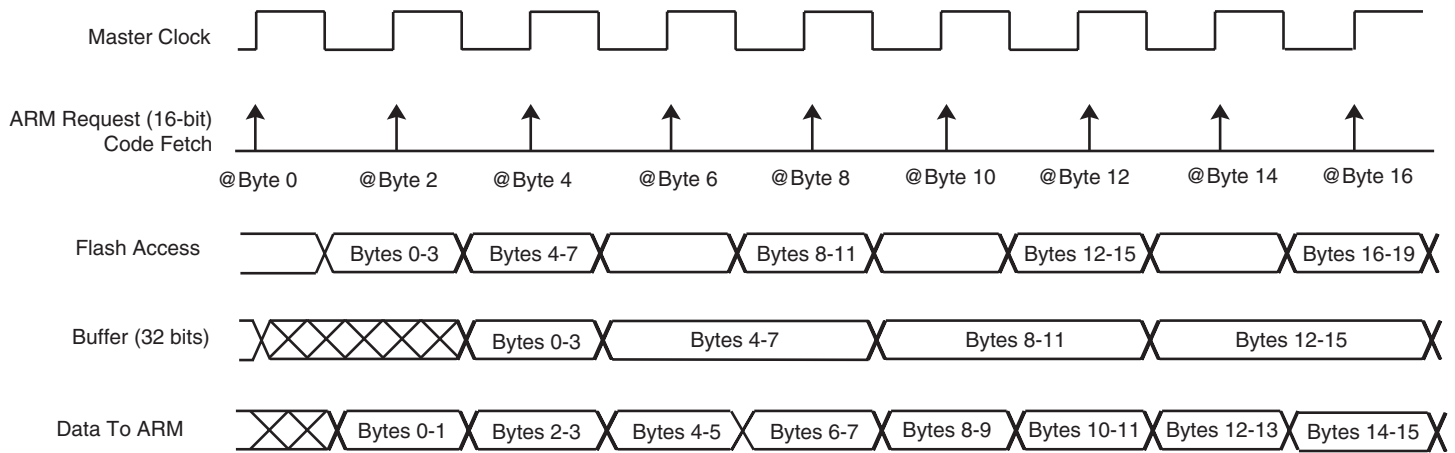 Master Clock
ARM Request (16-bit)
Code Fetch
@Byte 0 @Byte 2 @Byte 4 @Byte 6 @Byte 8 @Byte 10 @Byte 12 @Byte 14 @Byte 16
Flash Access Bytes 0-3 Bytes 4-7 Bytes 8-11 Bytes 12-15 Bytes 16-19
Buffer (32 bits) Bytes 0-3 Bytes 4-7 Bytes 8-11 Bytes 12-15
Data To ARM Bytes 0-1 Bytes 2-3 Bytes 4-5 Bytes 6-7 Bytes 8-9 Bytes 10-11 Bytes 12-13 Bytes 14-15